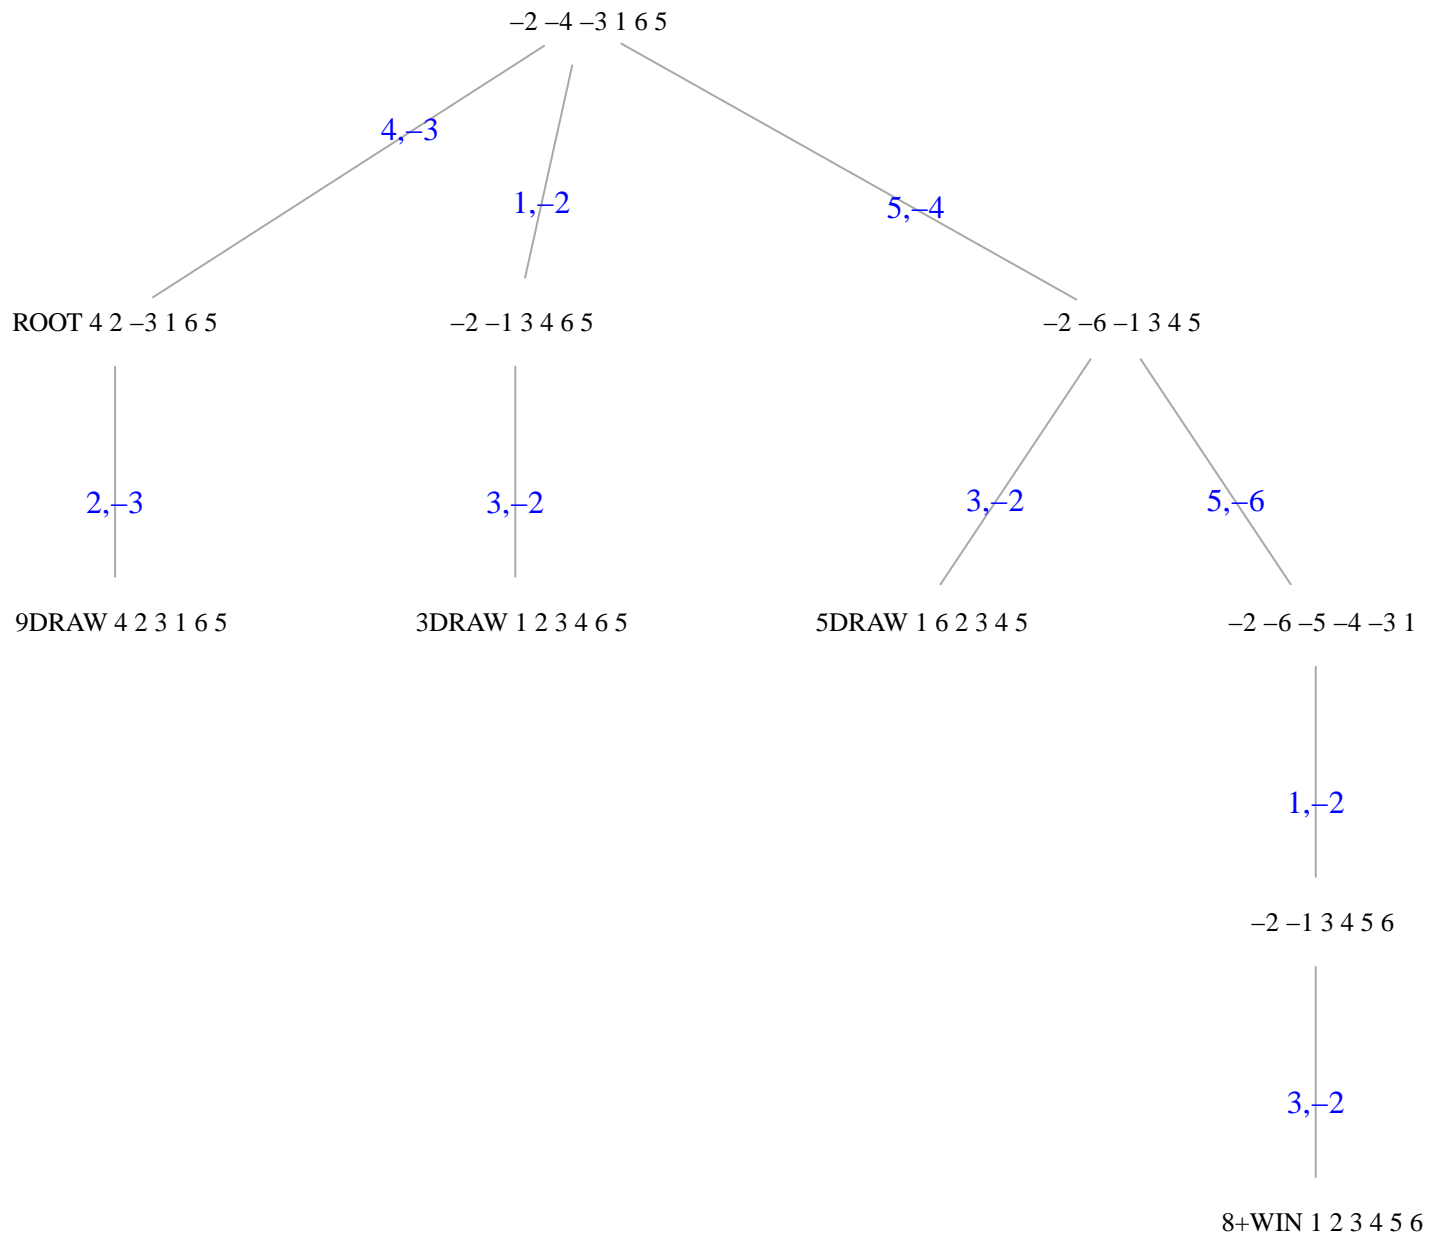 –2 –4 –3 1 6 5
4,–3
1,–2
5,–4
ROOT 4 2 –3 1 6 5
–2 –1 3 4 6 5
–2 –6 –1 3 4 5
2,–3
3,–2
3,–2
5,–6
9DRAW 4 2 3 1 6 5
3DRAW 1 2 3 4 6 5
5DRAW 1 6 2 3 4 5
–2 –6 –5 –4 –3 1
1,–2
–2 –1 3 4 5 6
3,–2
8+WIN 1 2 3 4 5 6